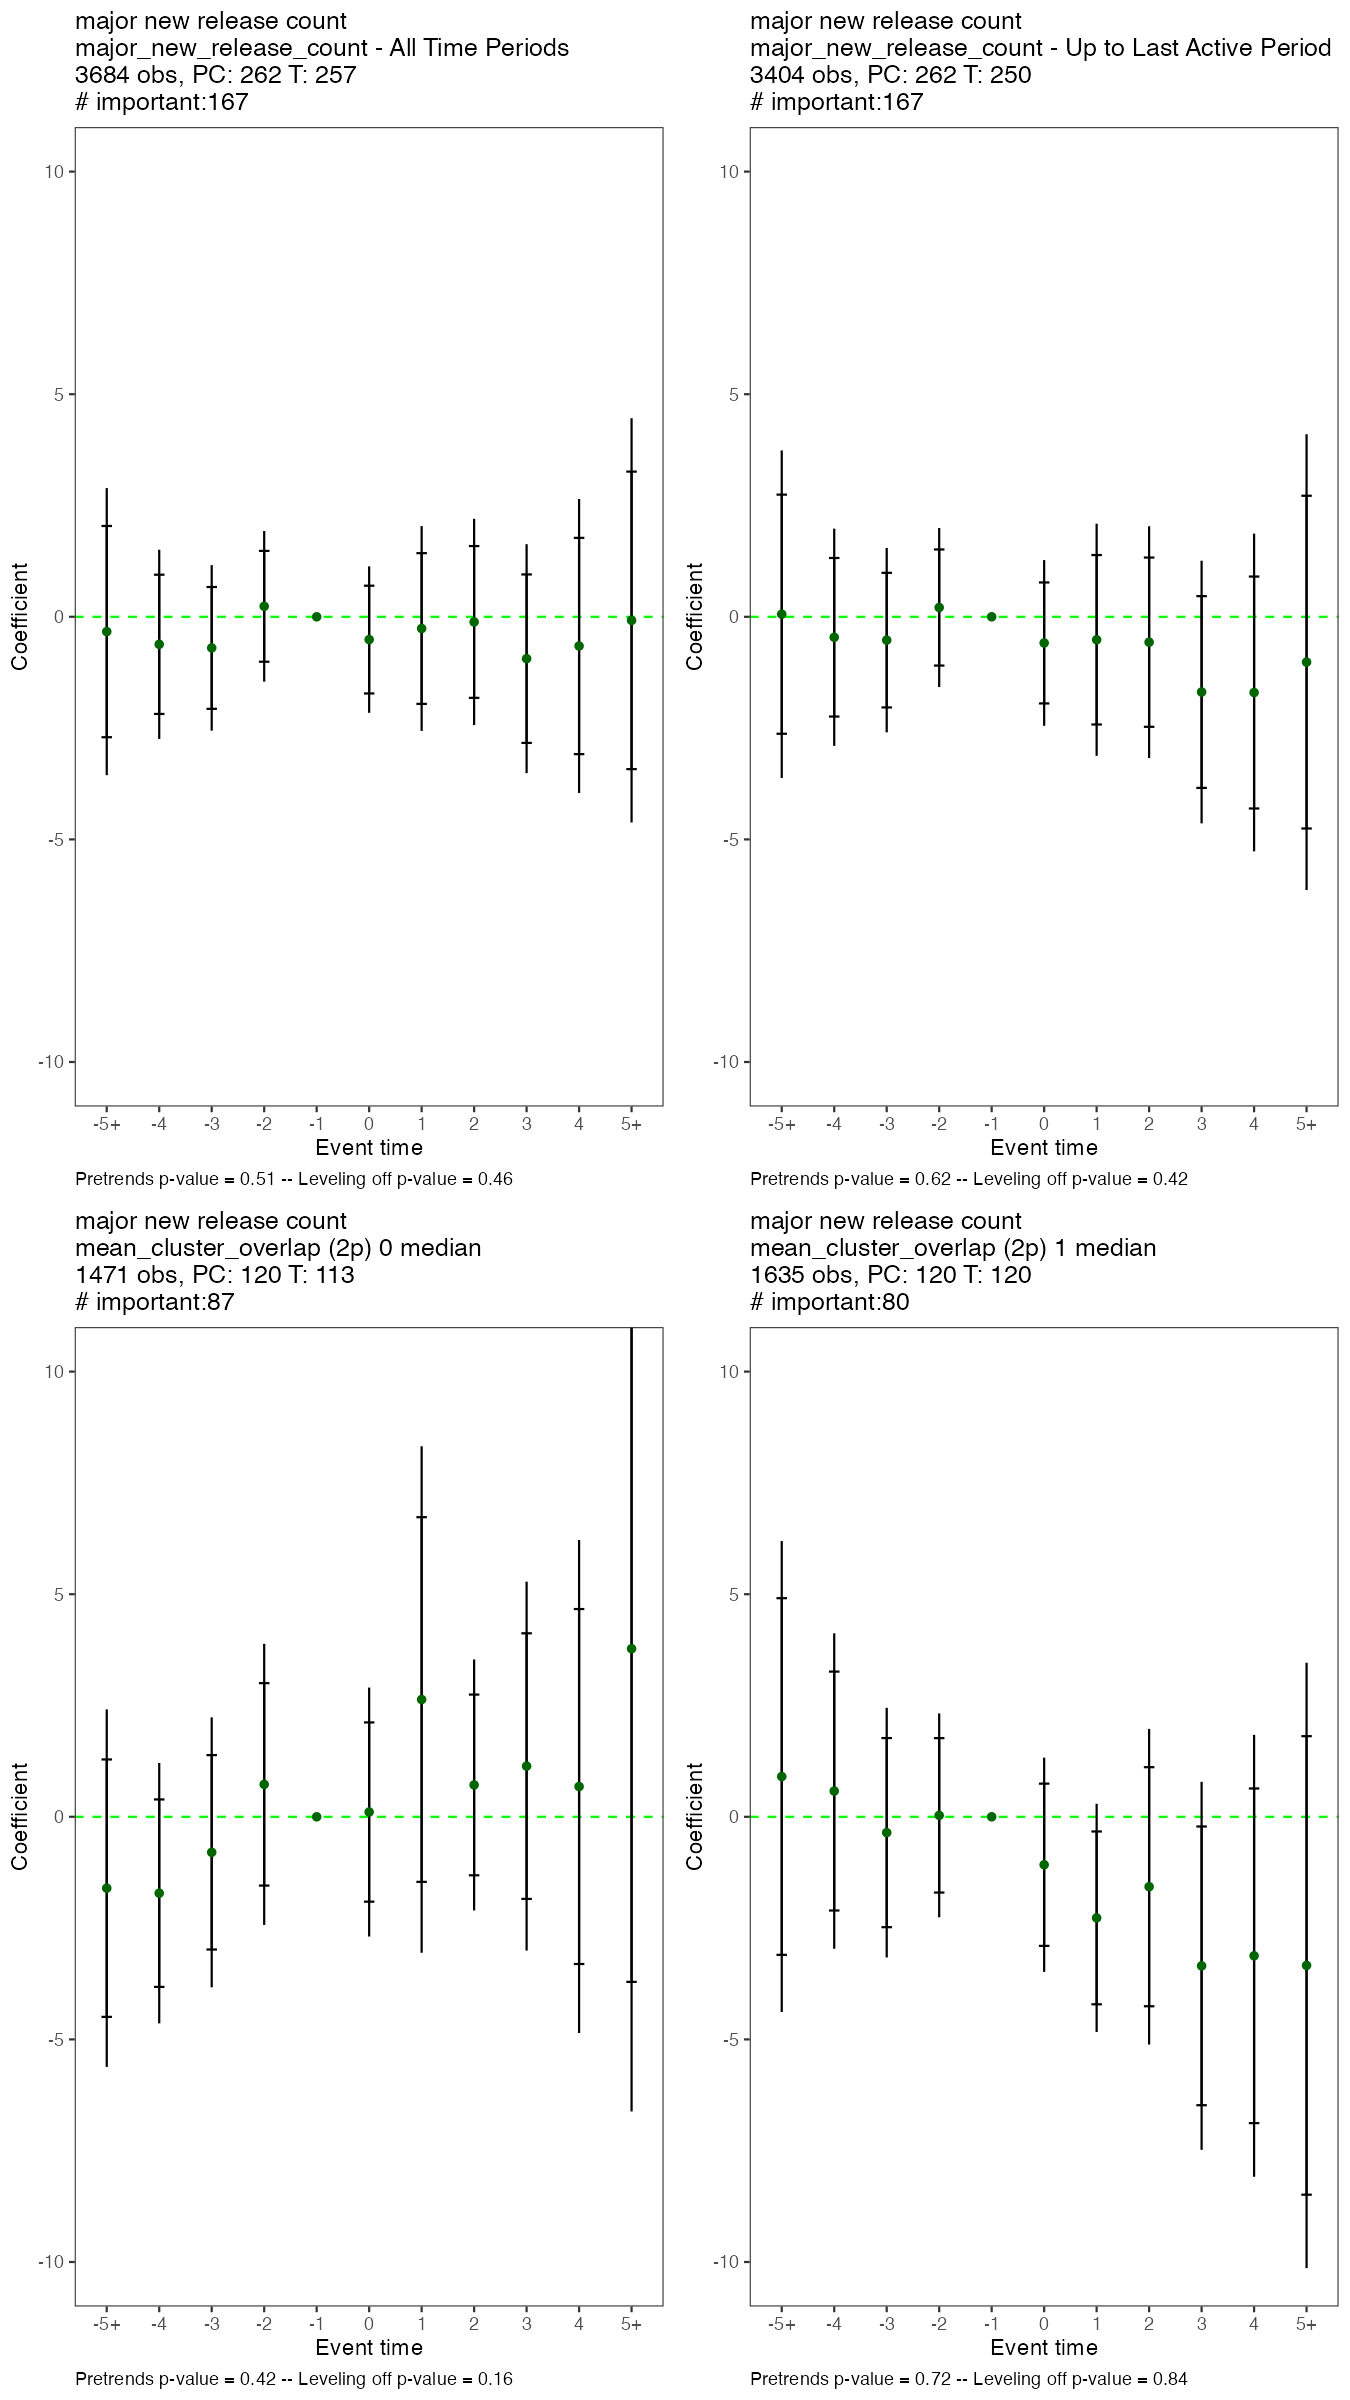 major new release count
major_new_release_count - All Time Periods
3684 obs, PC: 262 T: 257
# important:167
10
5
0
-5
-10
Coefficient
-5+ -4 -3 -2 -1 0 1 2 3 4 5+
Event time
Pretrends p-value = 0.51 -- Leveling off p-value = 0.46
major new release count
major_new_release_count - Up to Last Active Period
3404 obs, PC: 262 T: 250
# important:167
10
5
0
-5
-10
Coefficient
-5+ -4 -3 -2 -1 0 1 2 3 4 5+
Event time
Pretrends p-value = 0.62 -- Leveling off p-value = 0.42
major new release count
mean_cluster_overlap (2p) 0 median
1471 obs, PC: 120 T: 113
# important:87
10
5
0
-5
-10
Coefficient
-5+ -4 -3 -2 -1 0 1 2 3 4 5+
Event time
Pretrends p-value = 0.42 -- Leveling off p-value = 0.16
major new release count
mean_cluster_overlap (2p) 1 median
1635 obs, PC: 120 T: 120
# important:80
10
5
0
-5
-10
Coefficient
-5+ -4 -3 -2 -1 0 1 2 3 4 5+
Event time
Pretrends p-value = 0.72 -- Leveling off p-value = 0.84